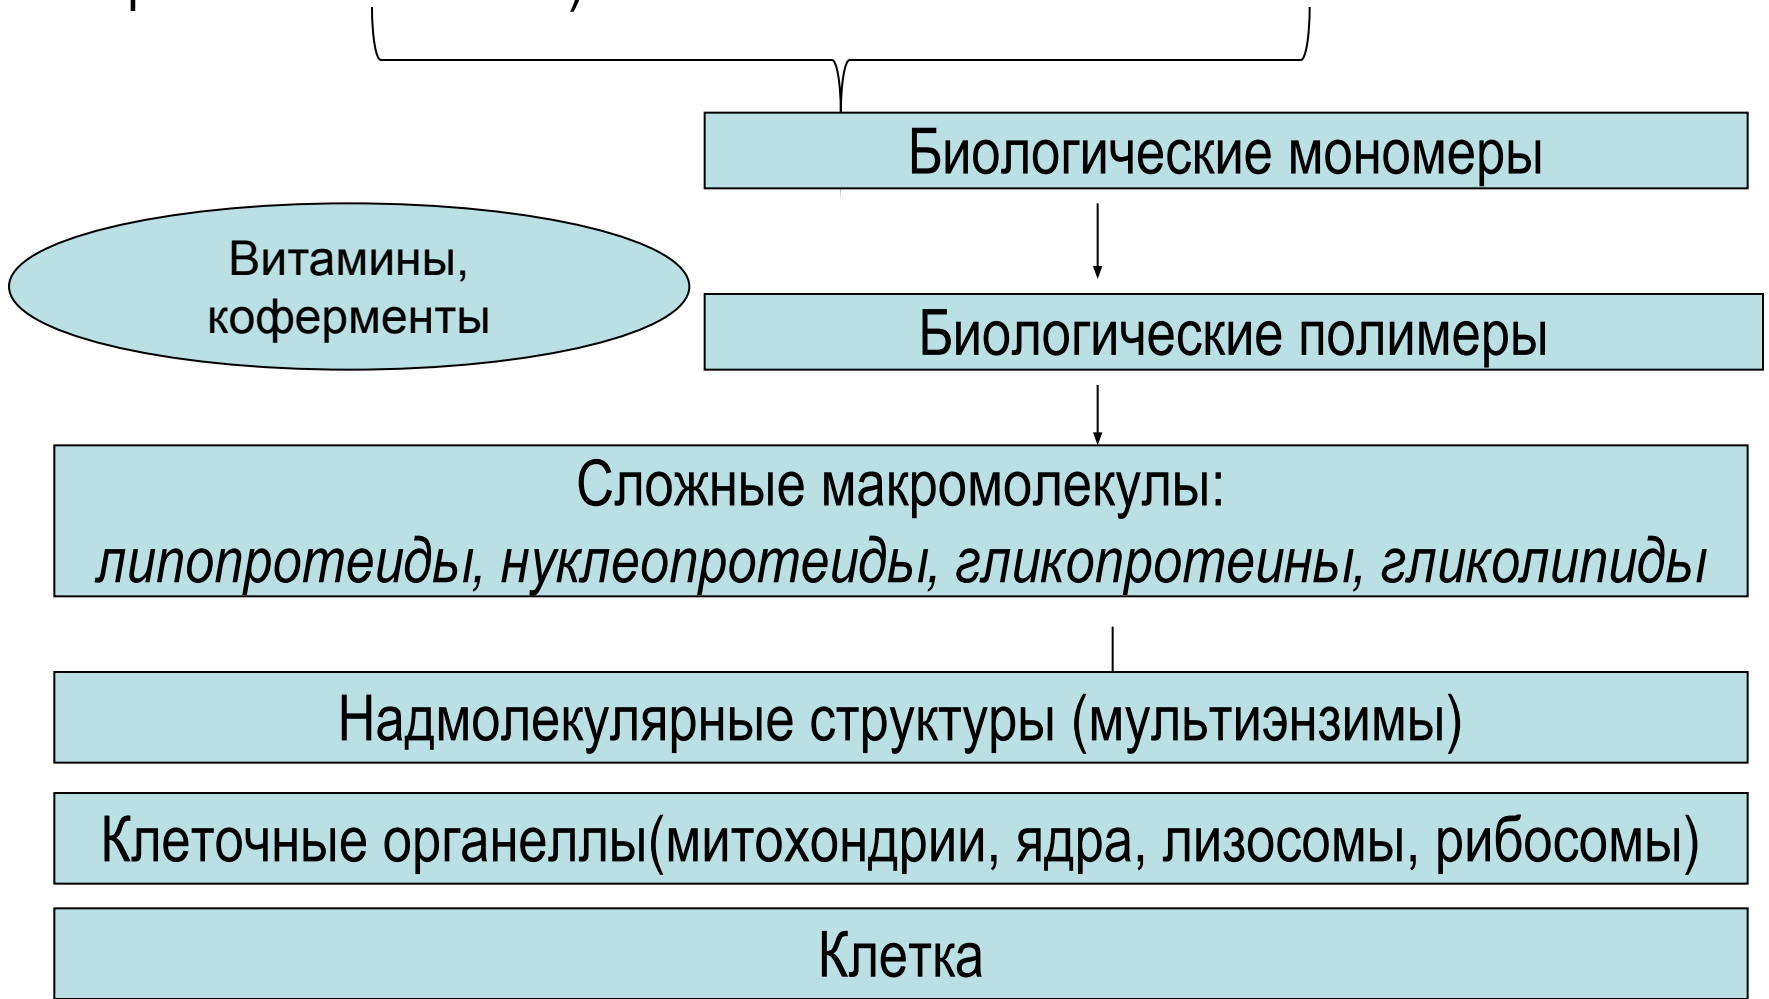 Биологические мономеры
Витамины,
коферменты
Биологические полимеры
Сложные макромолекулы:
липопротеиды, нуклеопротеиды, гликопротеины, гликолипиды
Надмолекулярные структуры (мультиэнзимы)
Клеточные органеллы(митохондрии, ядра, лизосомы, рибосомы)
Клетка